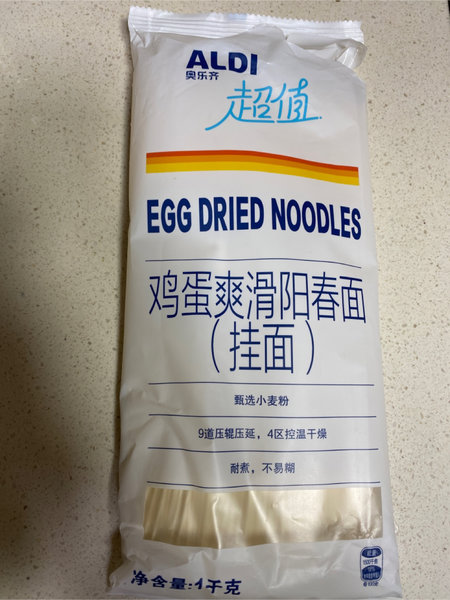 ALDI
奥乐齐
超值
EGG DRIED NOODLES
鸡蛋爽滑阳春面
（挂面）
甄选小麦粉
9道压辊压延，4区控温干燥
耐煮，不易糊
净含量:1千克